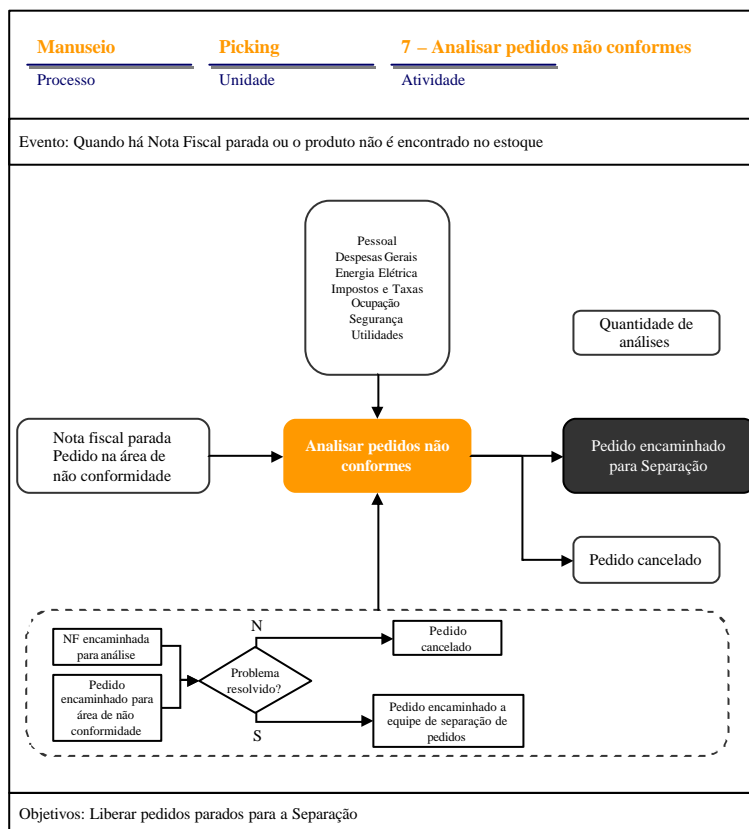 Manuseio
Picking
7 – Analisar pedidos não conformes
Processo
Unidade
Atividade
Evento: Quando há Nota Fiscal parada ou o produto não é encontrado no estoque
Pessoal
Despesas Gerais
Energia Elétrica
Impostos e Taxas
Ocupação
Segurança
Utilidades
Quantidade de
análises
Nota fiscal parada
Pedido na área de
não conformidade
Analisar pedidos não
conformes
Pedido encaminhado
para Separação
Pedido cancelado
NF encaminhada
para análise
Pedido
encaminhado para
área de não
conformidade
Problema
resolvido?
N
Pedido
cancelado
S
Pedido encaminhado a
equipe de separação de
pedidos
Objetivos: Liberar pedidos parados para a Separação